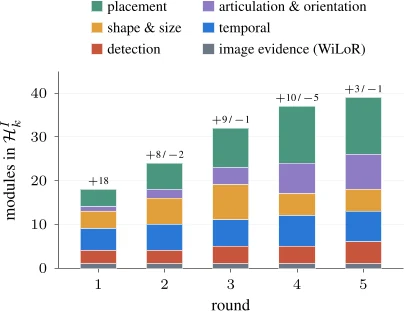 placement
articulation & orientation
shape & size
temporal
detection
image evidence (WiLoR)
modules in ℋₖᴵ
40
30
20
10
0
+18
+8 / −2
+9 / −1
+10 / −5
+3 / −1
1 2 3 4 5
round